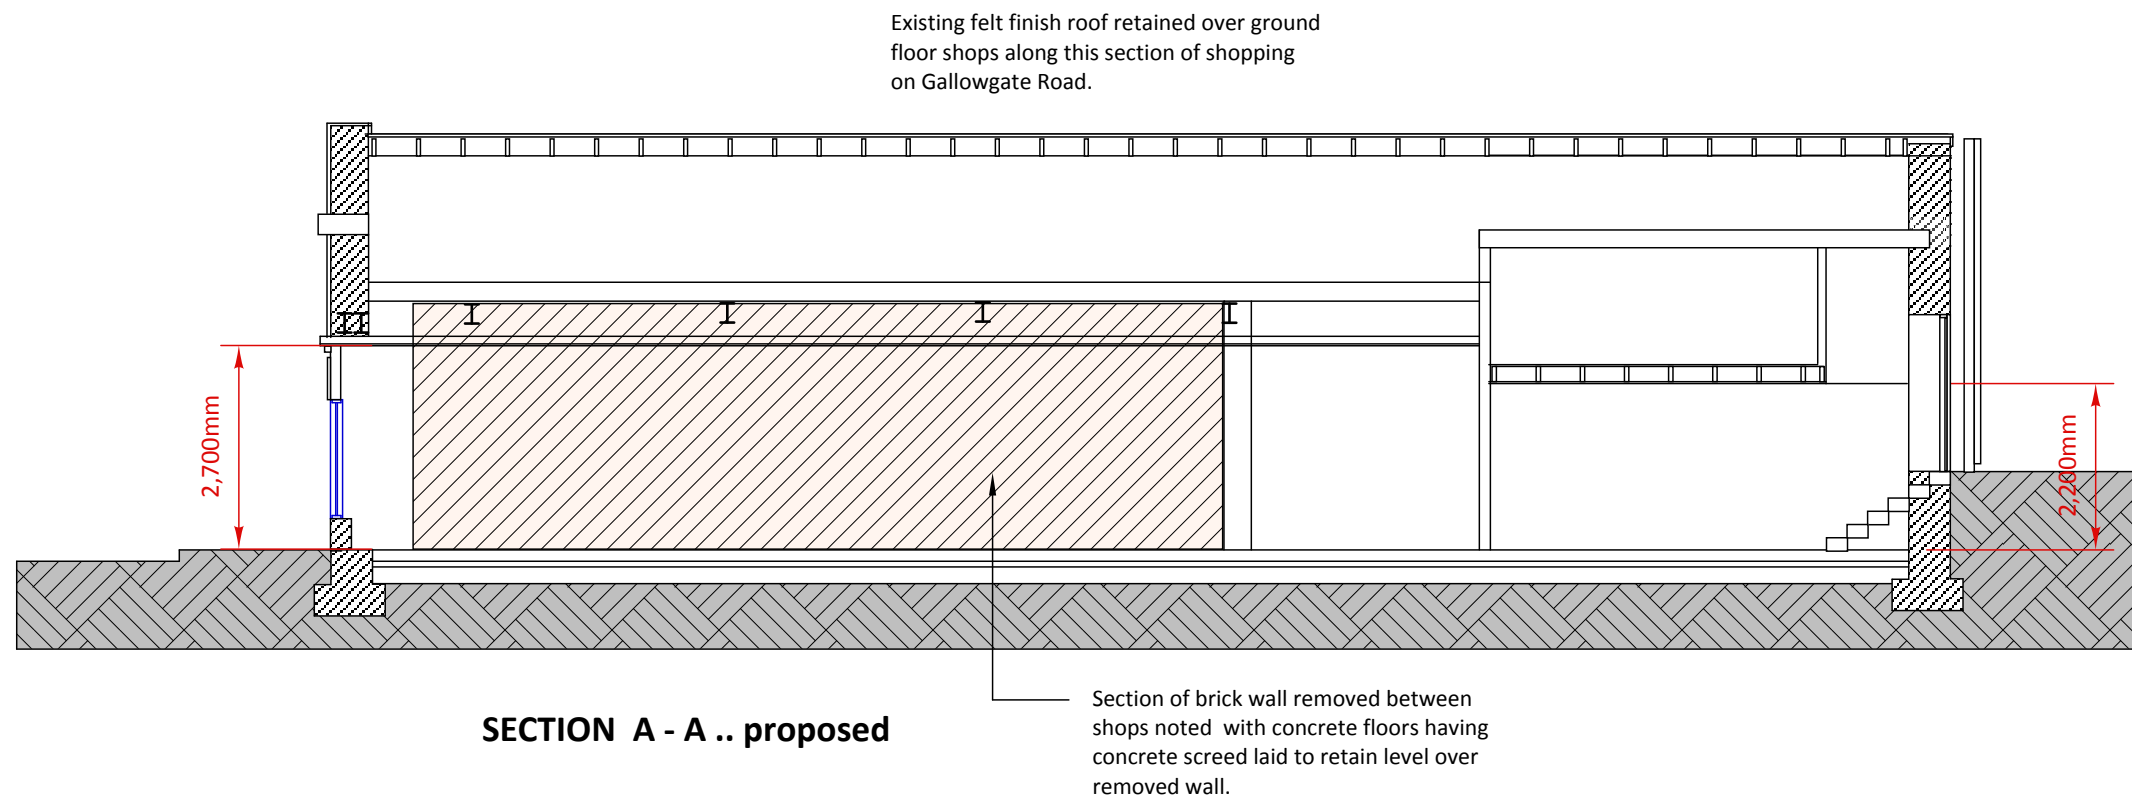 Existing felt finish roof retained over ground
floor shops along this section of shopping
on Gallowgate Road.
2,700mm
2,200mm
Section of brick wall removed between
shops noted with concrete floors having
concrete screed laid to retain level over
removed wall.
SECTION A - A .. proposed